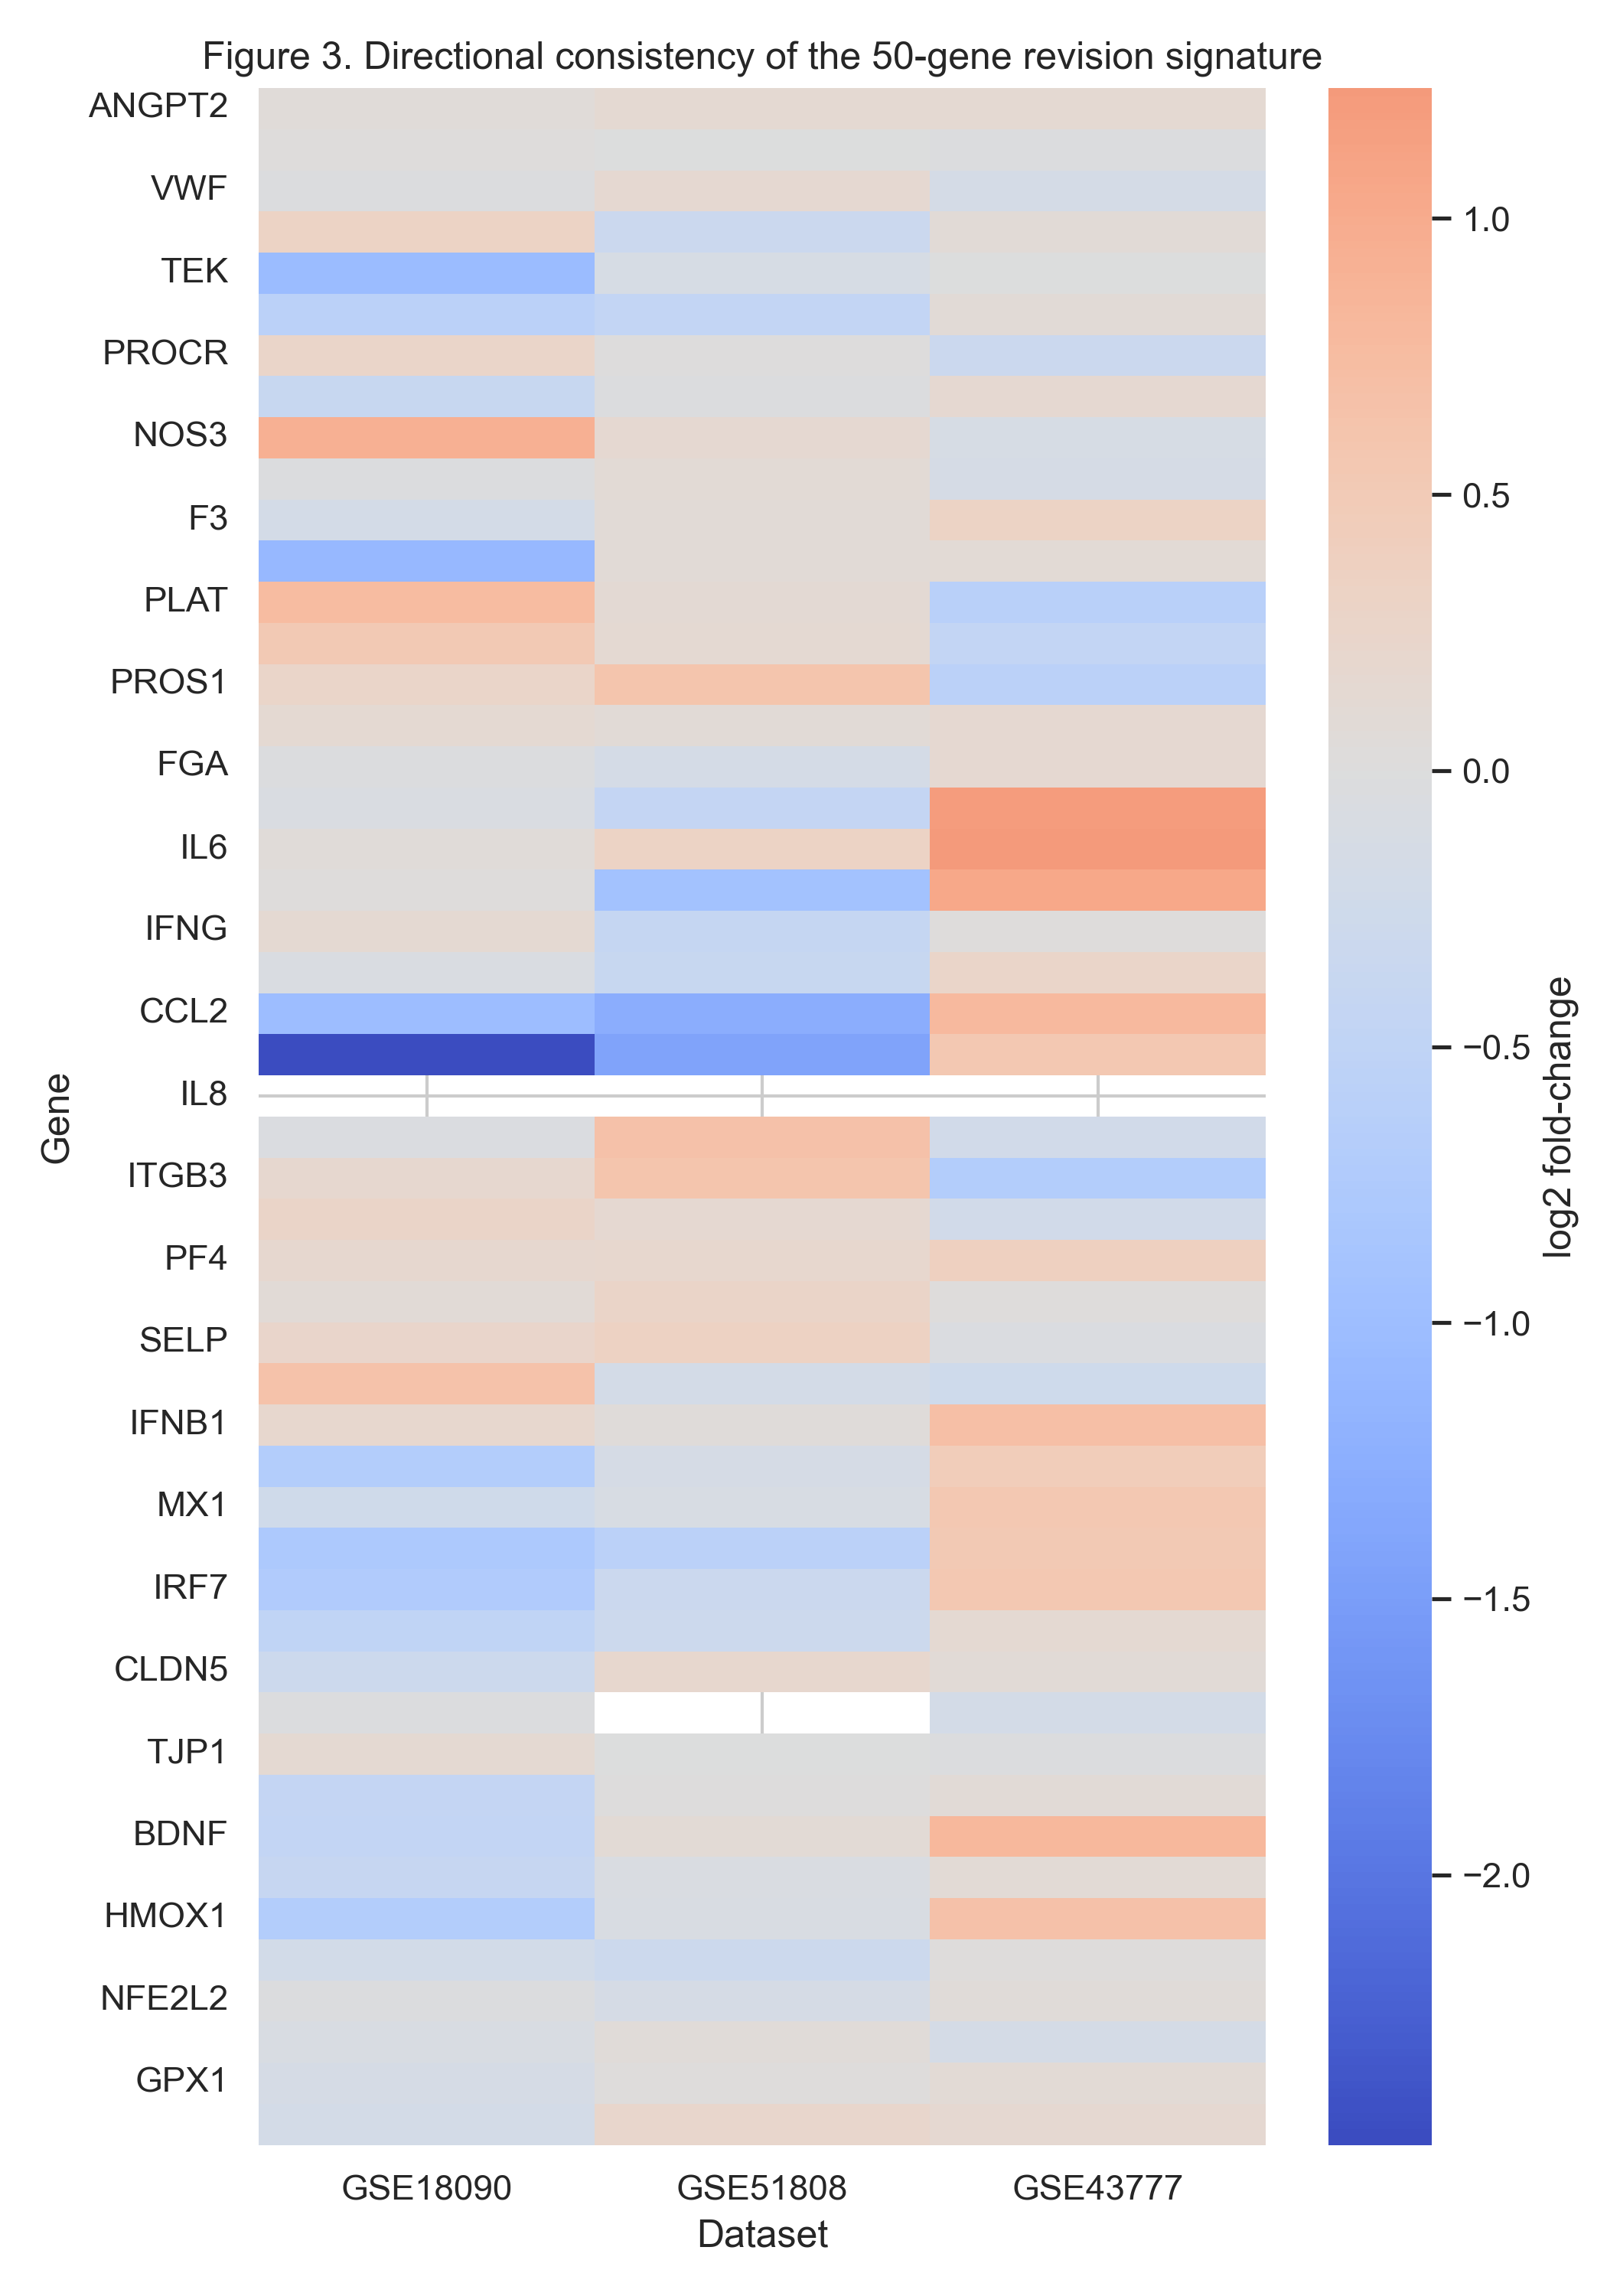 Figure 3. Directional consistency of the 50-gene revision signature
ANGPT2
VWF
TEK
PROCR
NOS3
F3
PLAT
PROS1
FGA
IL6
IFNG
CCL2
IL8
ITGB3
PF4
SELP
IFNB1
MX1
IRF7
CLDN5
TJP1
BDNF
HMOX1
NFE2L2
GPX1
Gene
GSE18090
GSE51808
GSE43777
Dataset
1.0
0.5
0.0
−0.5
−1.0
−1.5
−2.0
log2 fold-change